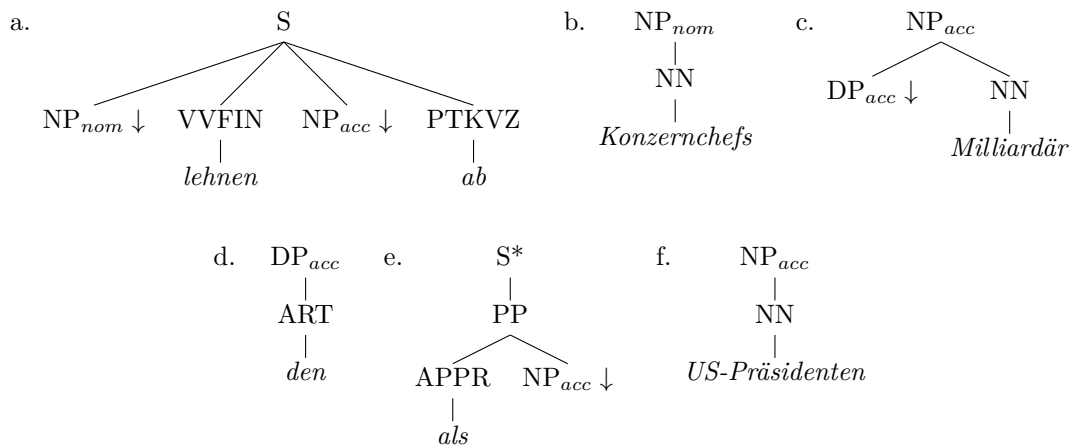 a. S b. NP_nom c. NP_acc
NN DP_acc ↓ NN
NP_nom ↓ VVFIN NP_acc ↓ PTKVZ
Konzernchefs Milliardär
lehnen ab
d. DP_acc e. S* f. NP_acc
ART PP NN
den APPR NP_acc ↓ US-Präsidenten
als